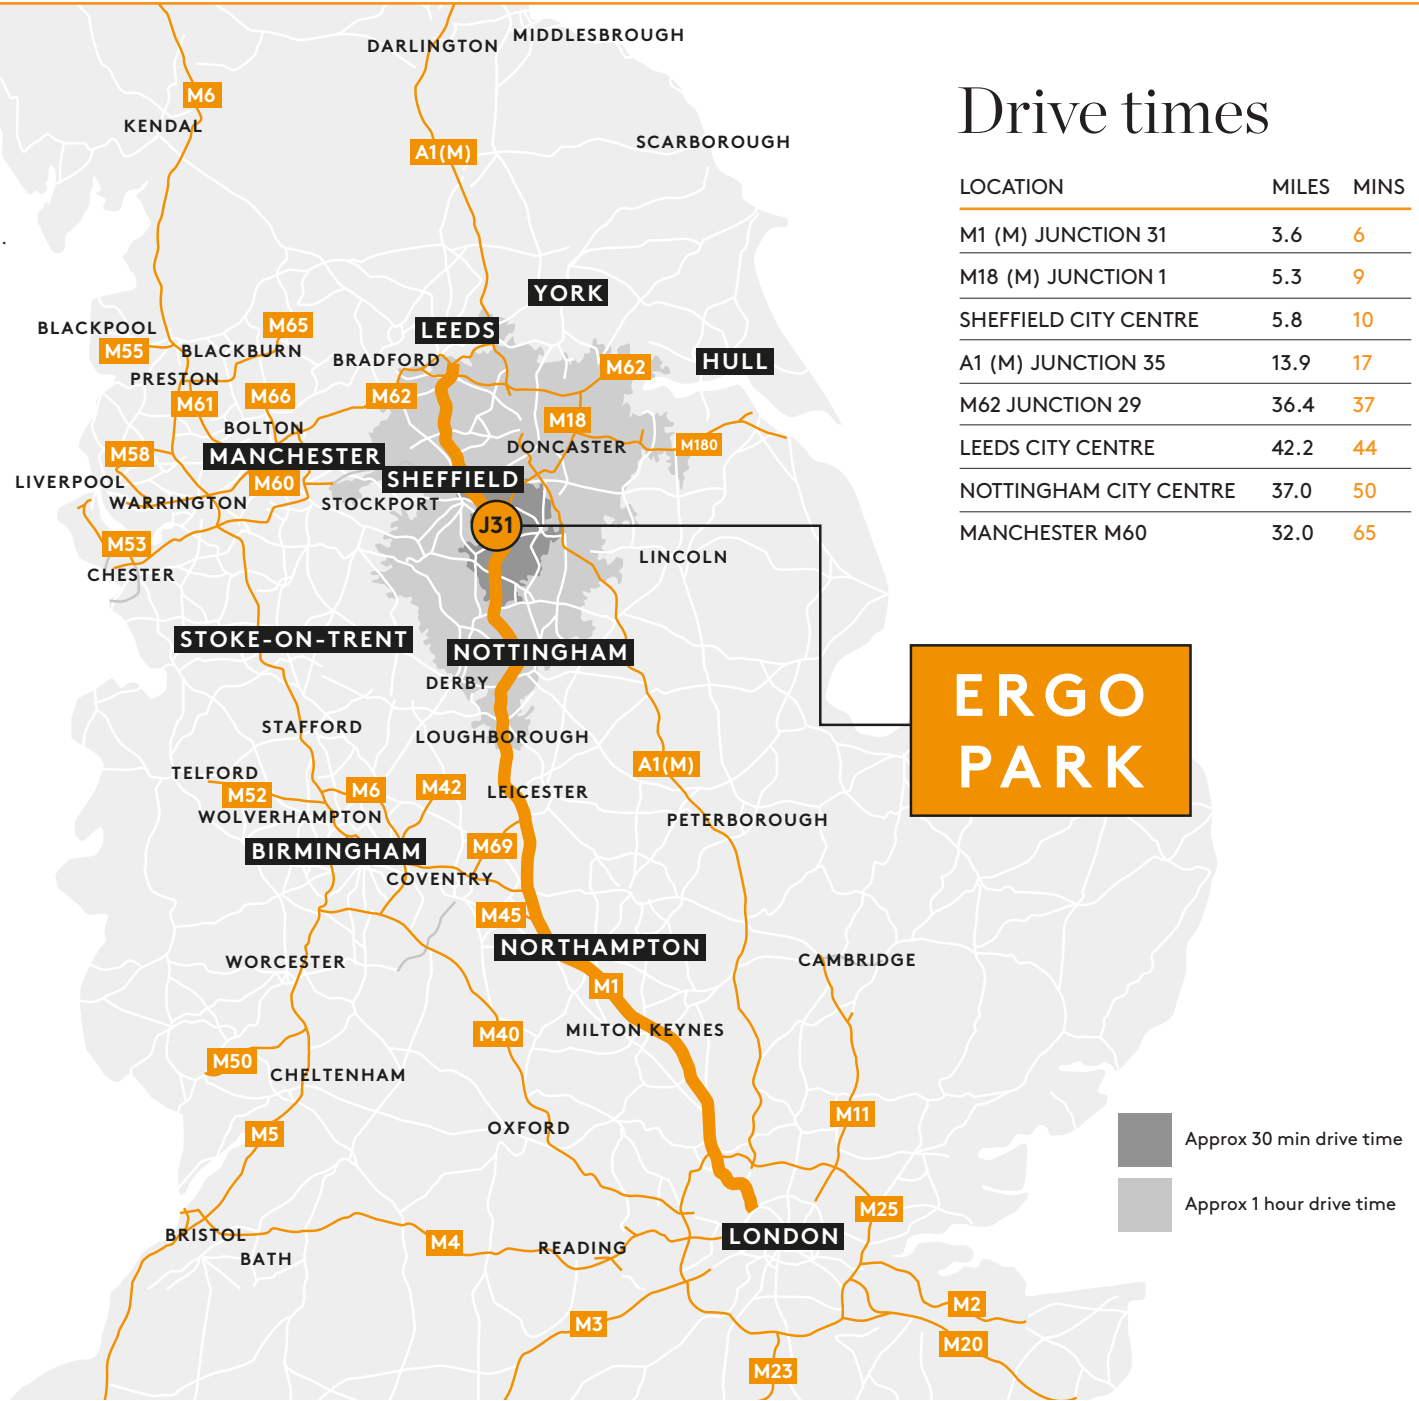 DARLINGTON
MIDDLESBROUGH
M6
KENDAL
A1(M)
SCARBOROUGH
Drive times
LOCATION MILES MINS
M1 (M) JUNCTION 31 3.6 6
M18 (M) JUNCTION 1 5.3 9
SHEFFIELD CITY CENTRE 5.8 10
A1 (M) JUNCTION 35 13.9 17
M62 JUNCTION 29 36.4 37
LEEDS CITY CENTRE 42.2 44
NOTTINGHAM CITY CENTRE 37.0 50
MANCHESTER M60 32.0 65
.
YORK
BLACKPOOL
M65
LEEDS
M55
BLACKBURN
BRADFORD
HULL
M62
PRESTON
M61
M66
M62
M18
BOLTON
M58
MANCHESTER
DONCASTER
M180
LIVERPOOL
M60
SHEFFIELD
WARRINGTON
STOCKPORT
J31
M53
LINCOLN
CHESTER
STOKE-ON-TRENT
NOTTINGHAM
DERBY
ERGO
PARK
STAFFORD
LOUGHBOROUGH
A1(M)
TELFORD
M52
M6
M42
LEICESTER
WOLVERHAMPTON
PETERBOROUGH
BIRMINGHAM
M69
COVENTRY
M45
NORTHAMPTON
WORCESTER
CAMBRIDGE
M1
M40
MILTON KEYNES
M50
CHELTENHAM
M11
M5
OXFORD
Approx 30 min drive time
Approx 1 hour drive time
M25
BRISTOL
BATH
M4
READING
LONDON
M2
M3
M20
M23